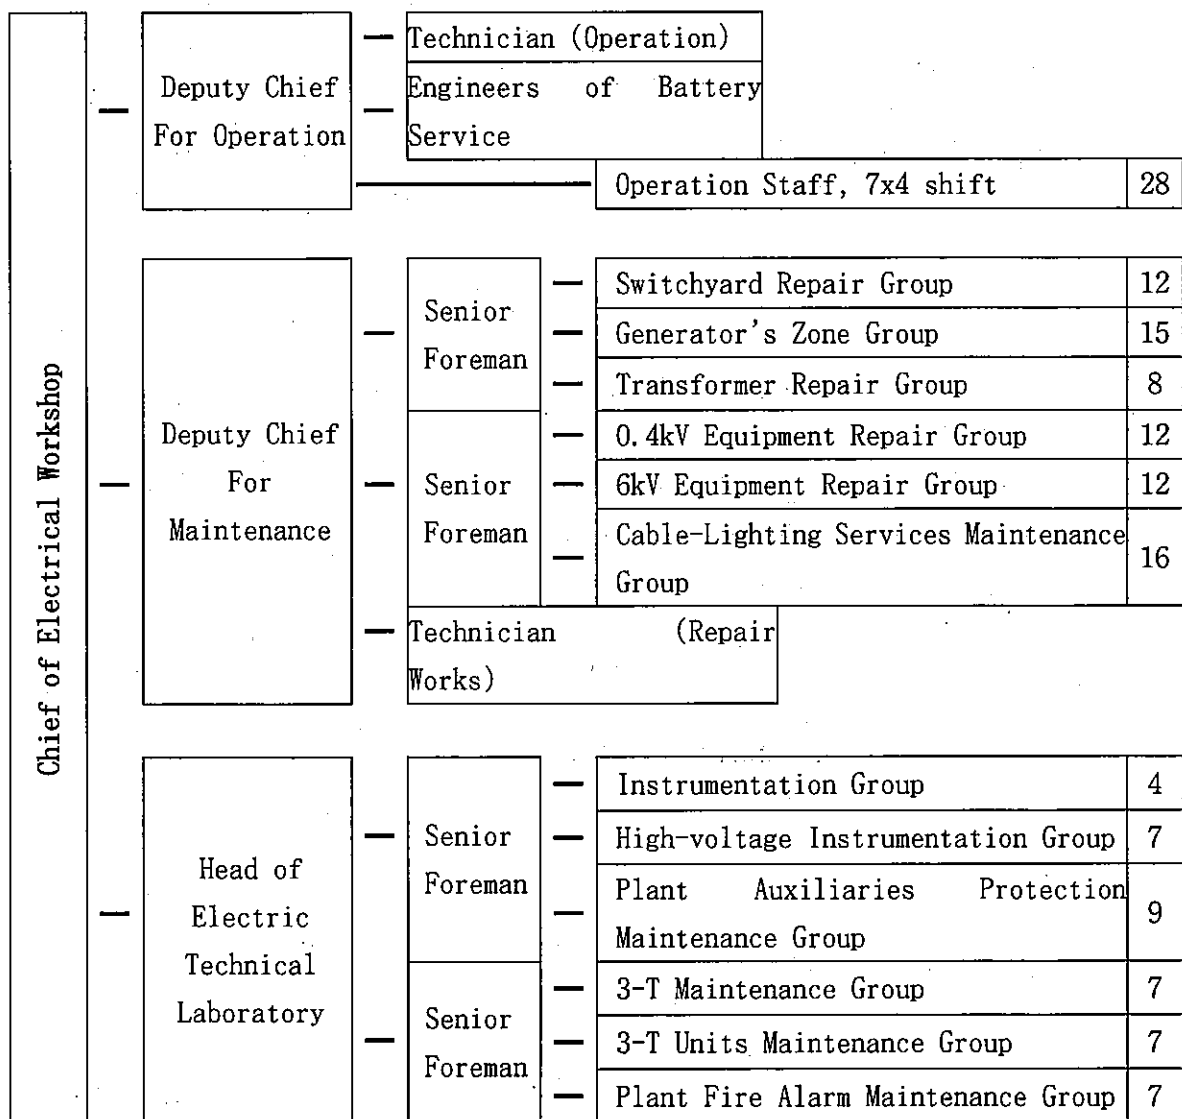 Chief of Electrical Workshop
Deputy Chief
For Operation
Technician (Operation)
Engineers of Battery
Service
Operation Staff, 7x4 shift 28
Deputy Chief
For
Maintenance
Senior
Foreman
Switchyard Repair Group 12
Generator's Zone Group 15
Transformer Repair Group 8
Senior
Foreman
0.4kV Equipment Repair Group 12
6kV Equipment Repair Group 12
Cable-Lighting Services Maintenance
Group
16
Technician (Repair
Works)
Head of
Electric
Technical
Laboratory
Senior
Foreman
Instrumentation Group 4
High-voltage Instrumentation Group 7
Plant Auxiliaries Protection
Maintenance Group
9
Senior
Foreman
3-T Maintenance Group 7
3-T Units Maintenance Group 7
Plant Fire Alarm Maintenance Group 7